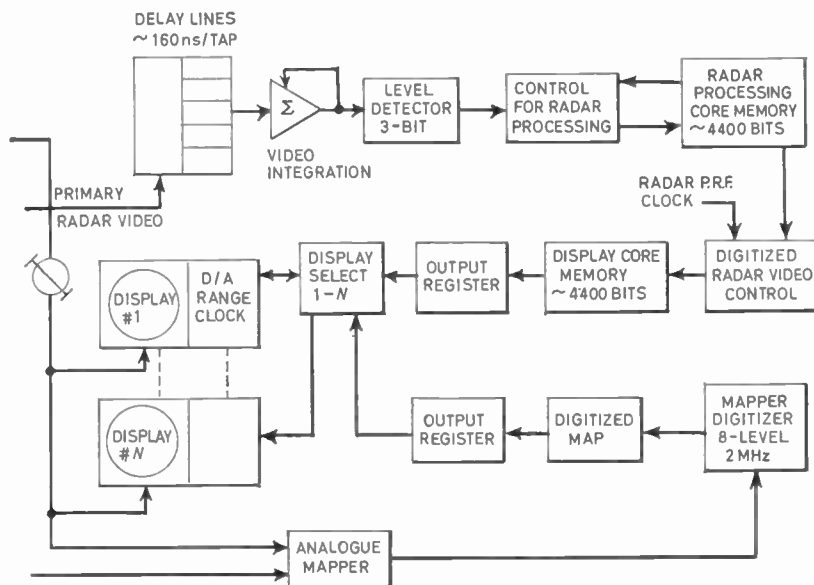 DELAY LINES
~160ns/TAP
Σ
VIDEO
INTEGRATION
LEVEL
DETECTOR
3-BIT
CONTROL
FOR RADAR
PROCESSING
RADAR
PROCESSING
CORE MEMORY
~4400 BITS
PRIMARY
RADAR VIDEO
RADAR P.R.F.
CLOCK
DISPLAY
#1
D/A
RANGE
CLOCK
DISPLAY
SELECT
1-N
OUTPUT
REGISTER
DISPLAY CORE
MEMORY
~4400 BITS
DIGITIZED
RADAR VIDEO
CONTROL
DISPLAY
#N
OUTPUT
REGISTER
DIGITIZED
MAP
MAPPER
DIGITIZER
8-LEVEL
2MHz
ANALOGUE
MAPPER